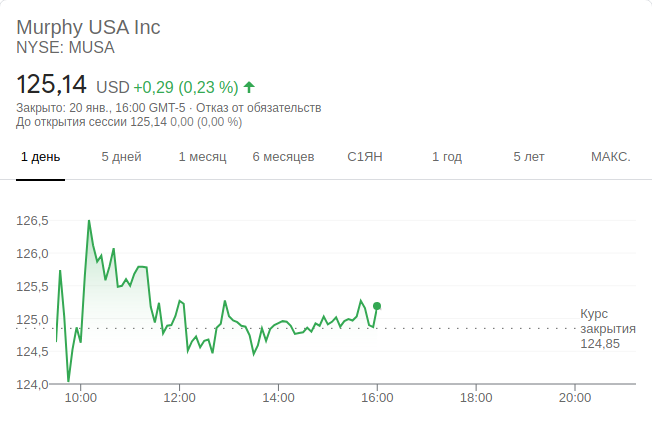 Murphy USA Inc
NYSE: MUSA
125,14 USD +0,29 (0,23 %)
Закрыто: 20 янв., 16:00 GMT-5 · Отказ от обязательств
До открытия сессии 125,14 0,00 (0,00 %)
1 день 5 дней 1 месяц 6 месяцев С1ЯН 1 год 5 лет МАКС.
126,5
126,0
125,5
125,0
124,5
124,0
Курс
закрытия
124,85
10:00 12:00 14:00 16:00 18:00 20:00